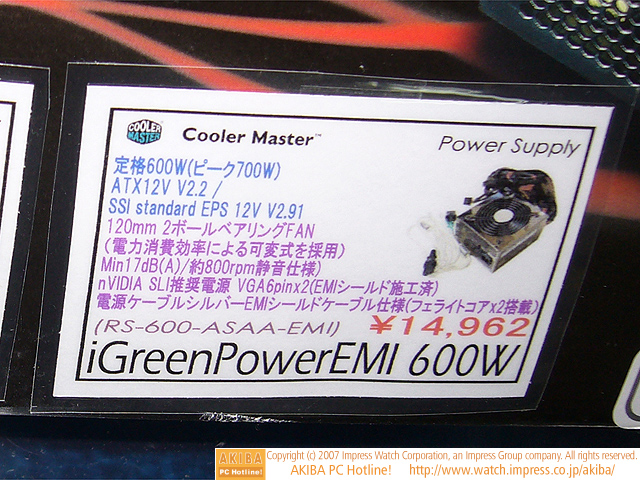 COOLER MASTER
Cooler Master™
Power Supply
定格600W(ピーク700W)
ATX12V V2.2 /
SSI standard EPS 12V V2.91
120mm 2ボールベアリングFAN
(電力消費効率による可変式を採用)
Min17dB(A)/約800rpm静音仕様)
nVIDIA SLI推奨電源 VGA6pinx2(EMIシールド施工済)
電源ケーブルシルバーEMIシールドケーブル仕様(フェライトコアx2搭載)
(RS-600-ASAA-EMI) ¥14,962
iGreenPowerEMI 600W
AKIBA PC Hotline!
Copyright (c) 2007 Impress Watch Corporation, an Impress Group company. All rights reserved.
AKIBA PC Hotline! http://www.watch.impress.co.jp/akiba/